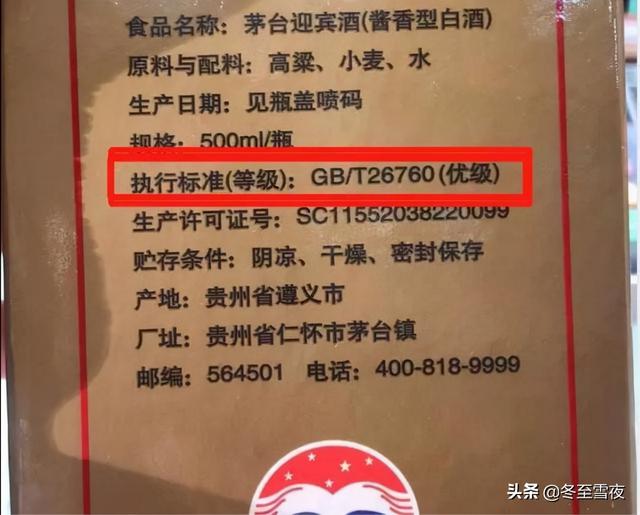 食品名称：茅台迎宾酒(酱香型白酒)
原料与配料：高粱、小麦、水
生产日期：见瓶盖喷码
规格：500ml/瓶
执行标准(等级)：GB/T26760(优级)
生产许可证号：SC11552038220099
贮存条件：阴凉、干燥、密封保存
产地：贵州省遵义市
厂址：贵州省仁怀市茅台镇
邮编：564501 电话：400-818-9999
头条 @冬至雪夜